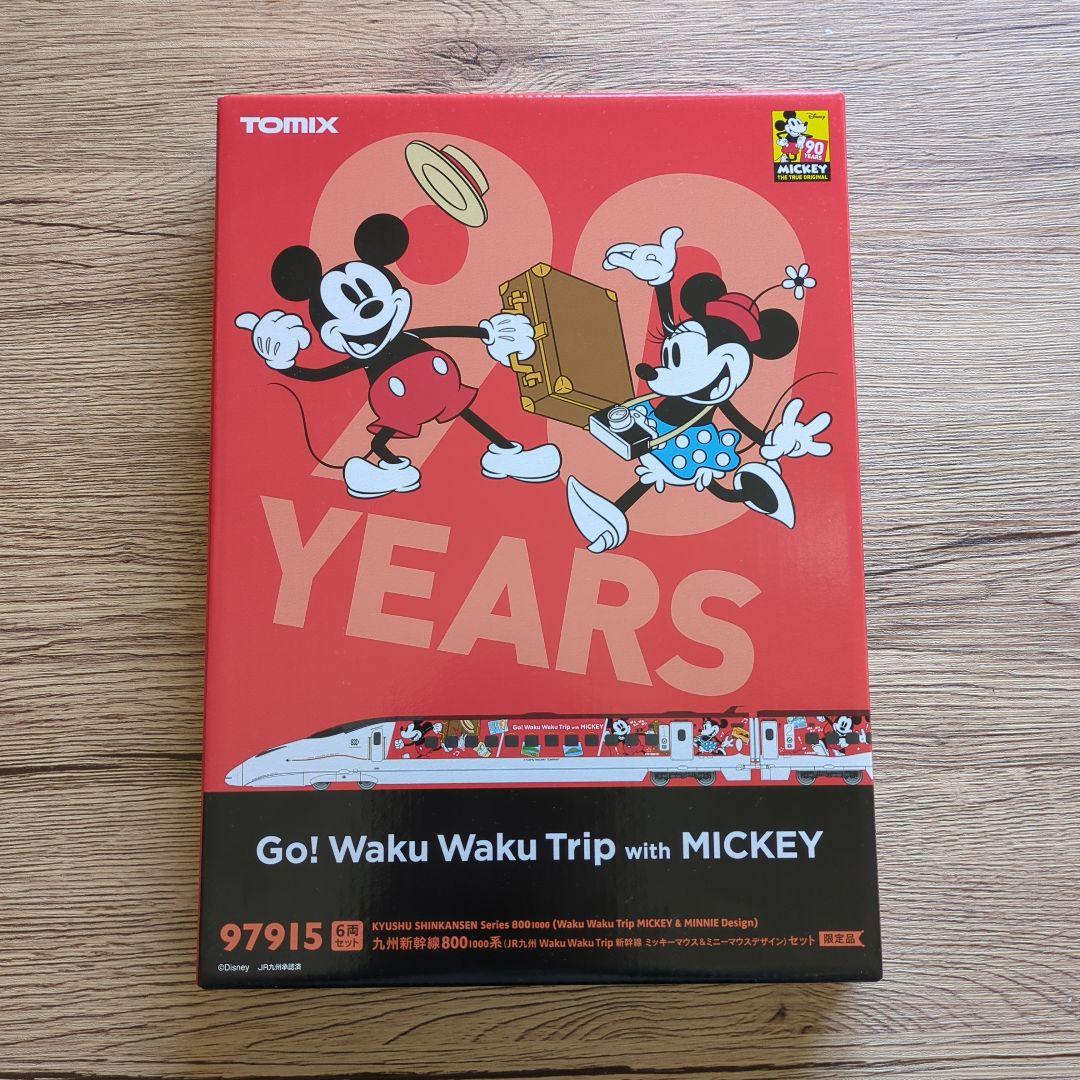 TOMIX
Disney
90
YEARS
MICKEY
THE TRUE ORIGINAL
90
YEARS
Go! Waku Waku Trip with MICKEY
Go! Waku Waku Trip with MICKEY
97915
6両
セット
KYUSHU SHINKANSEN Series 800 1000 (Waku Waku Trip MICKEY & MINNIE Design)
九州新幹線800 1000系(JR九州 Waku Waku Trip 新幹線 ミッキーマウス&ミニーマウスデザイン)セット 限定品
©Disney JR九州承認済